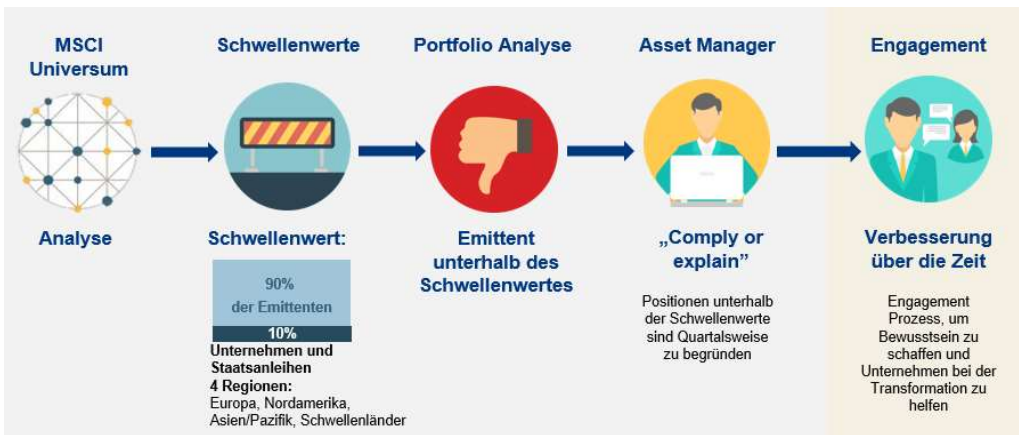 MSCI
Universum
Analyse
Schwellenwerte
Schwellenwert:
90%
der Emittenten
10%
Unternehmen und
Staatsanleihen
4 Regionen:
Europa, Nordamerika,
Asien/Pazifik, Schwellenländer
Portfolio Analyse
Emittent
unterhalb des
Schwellenwertes
Asset Manager
„Comply or
explain”
Positionen unterhalb
der Schwellenwerte
sind Quartalsweise
zu begründen
Engagement
Verbesserung
über die Zeit
Engagement
Prozess, um
Bewusstsein zu
schaffen und
Unternehmen bei der
Transformation zu
helfen